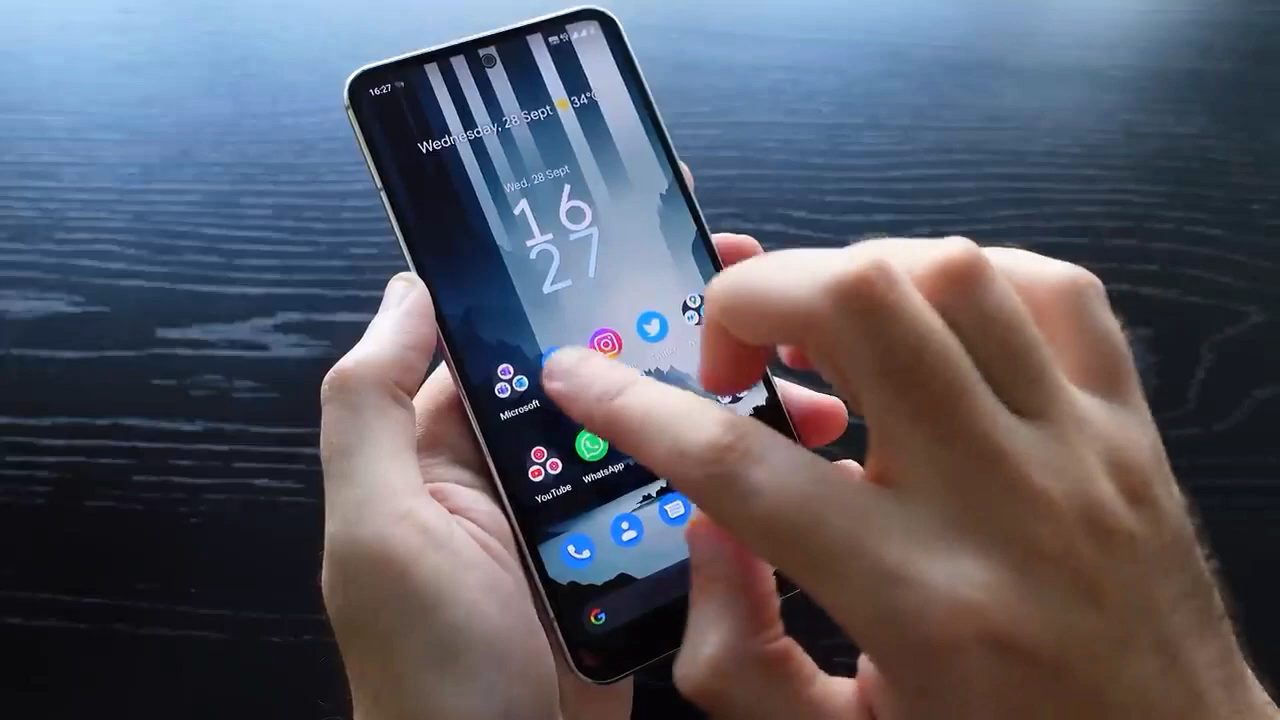 16:27
Wednesday, 28 Sept 34°C
Wed, 28 Sept
16
27
Microsoft
YouTube
WhatsApp